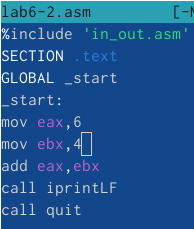 lab6-2.asm [-M
%include 'in_out.asm'
SECTION .text
GLOBAL _start
_start:
mov eax,6
mov ebx,4
add eax,ebx
call iprintLF
call quit